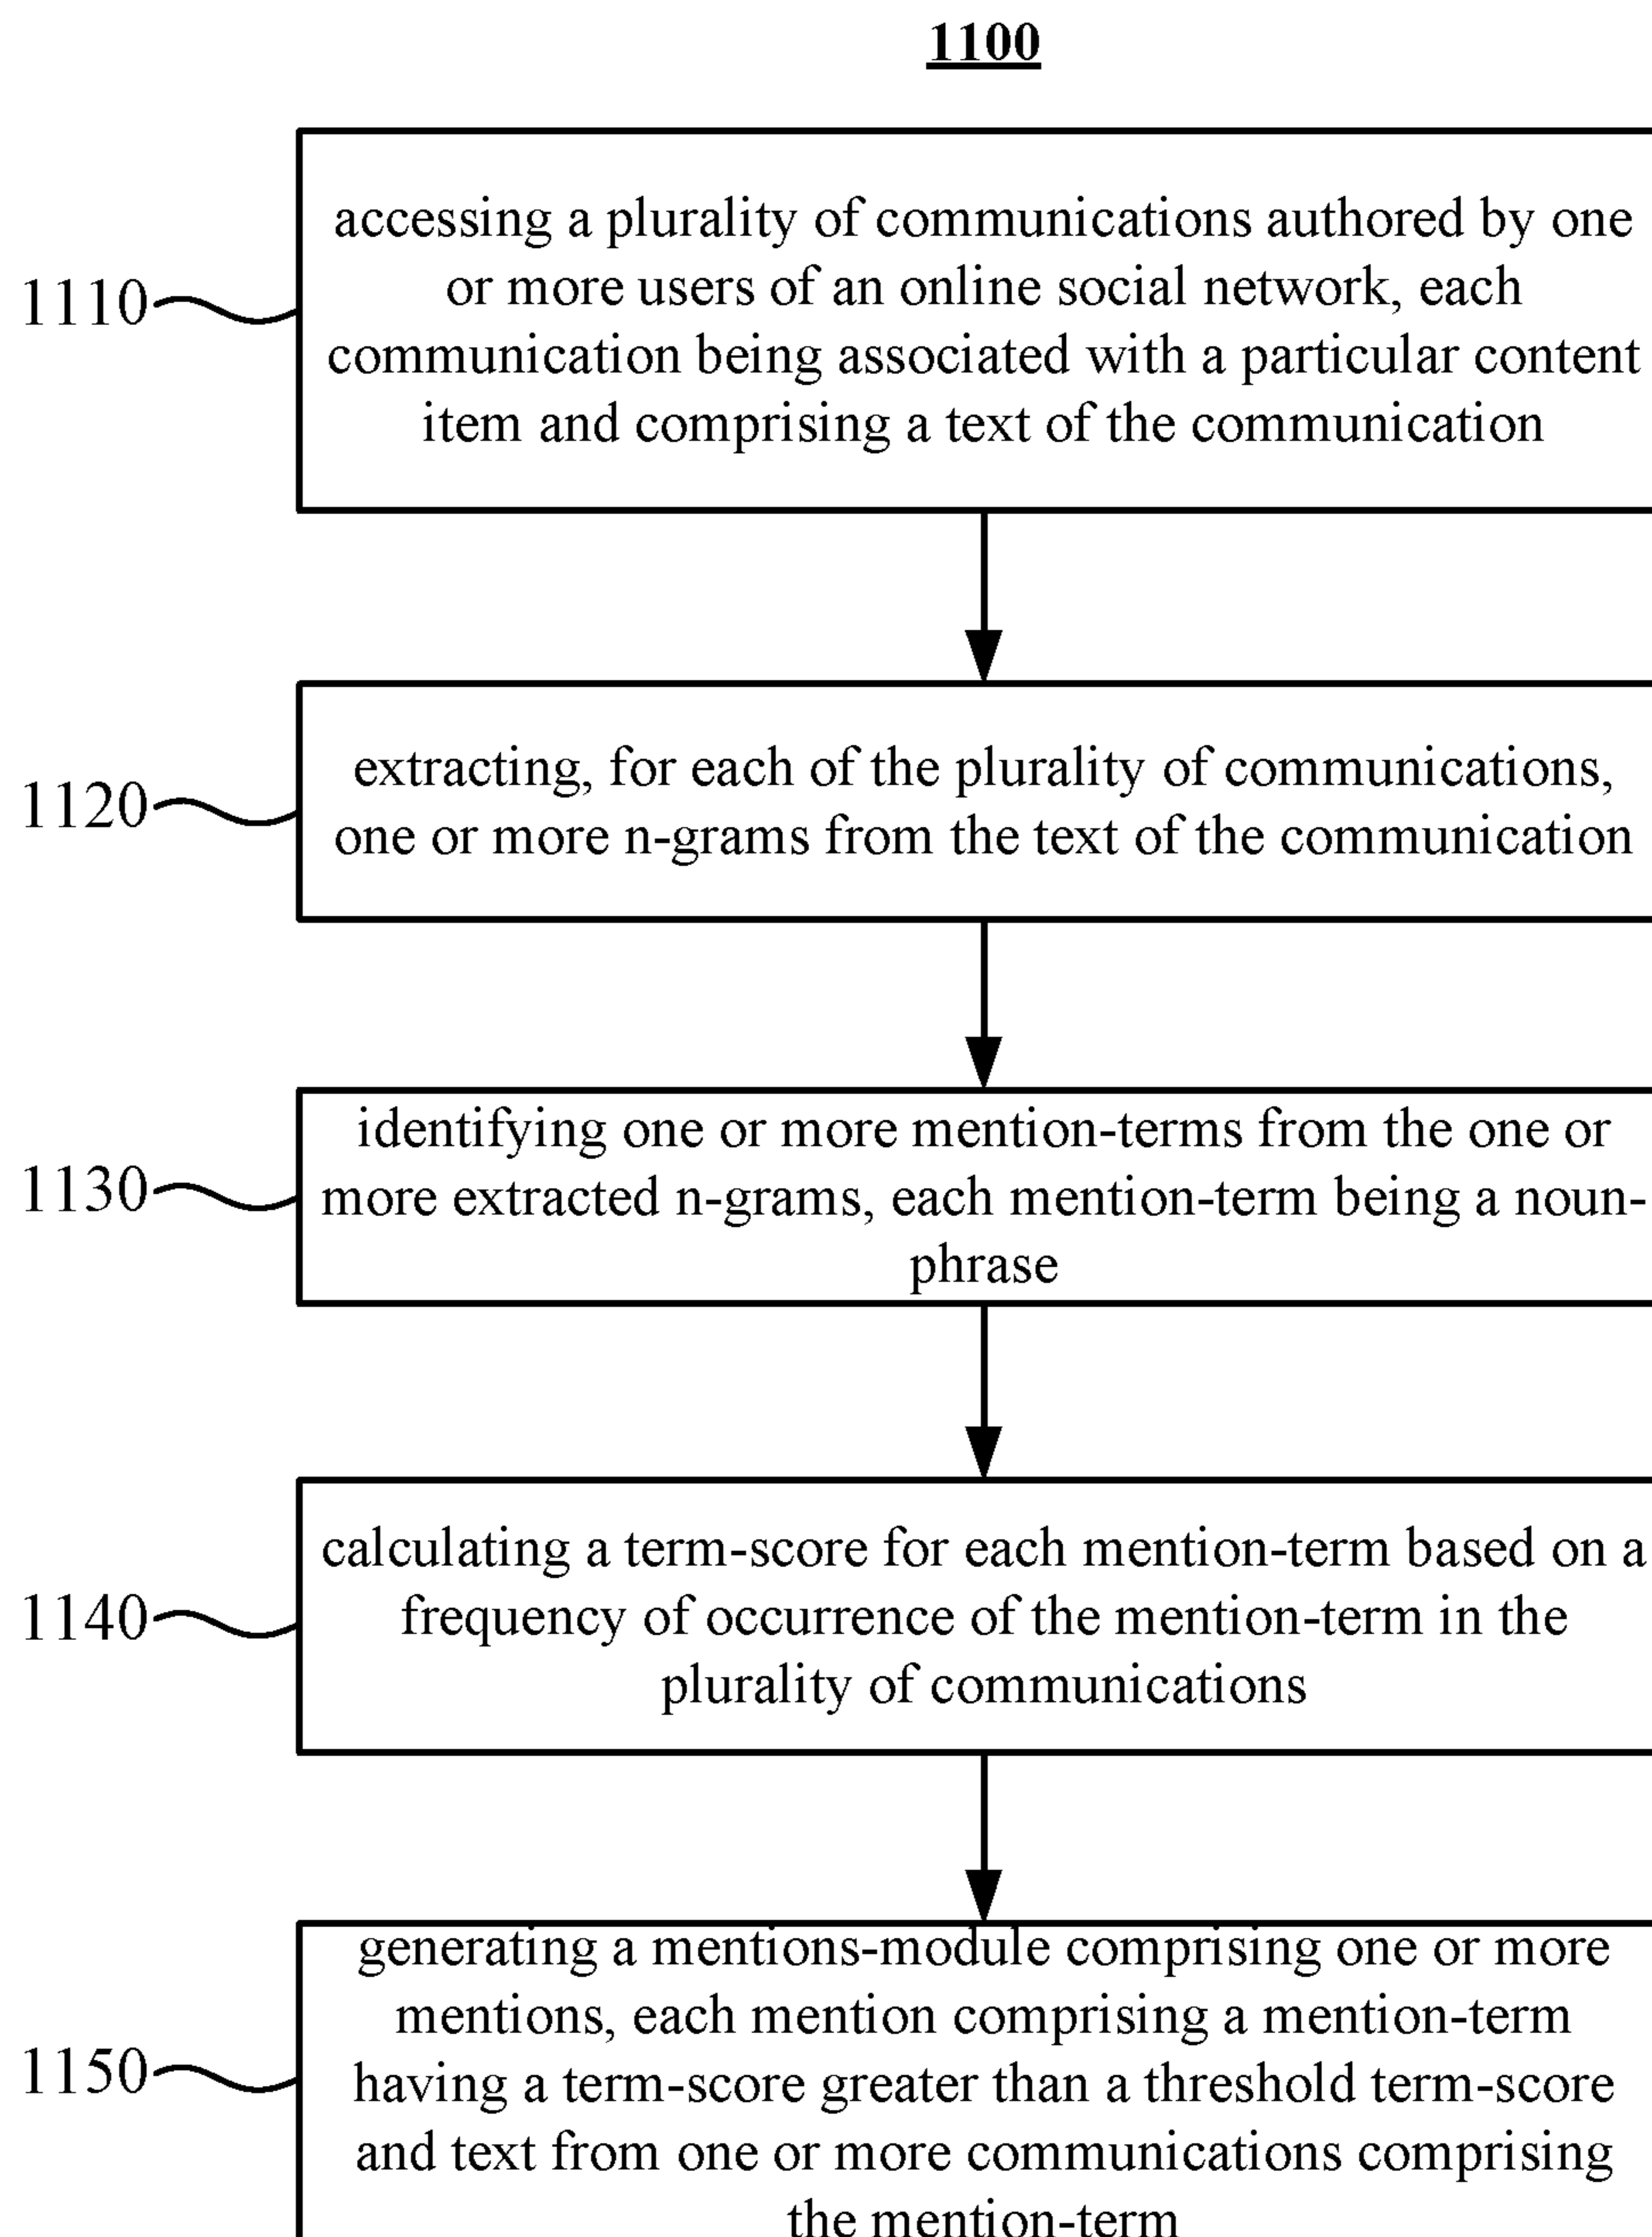 1100
accessing a plurality of communications authored by one
or more users of an online social network, each
1110
communication being associated with a particular content
item and comprising a text of the communication
extracting, for each of the plurality of communications,
1120
one or more n-grams from the text of the communication
identifying one or more mention-terms from the one or
1130
more extracted n-grams, each mention-term being a noun-
phrase
calculating a term-score for each mention-term based on a
1140
frequency of occurrence of the mention-term in the
plurality of communications
generating a mentions-module comprising one or more
mentions, each mention comprising a mention-term
1150
having a term-score greater than a threshold term-score
and text from one or more communications comprising
the mention-term